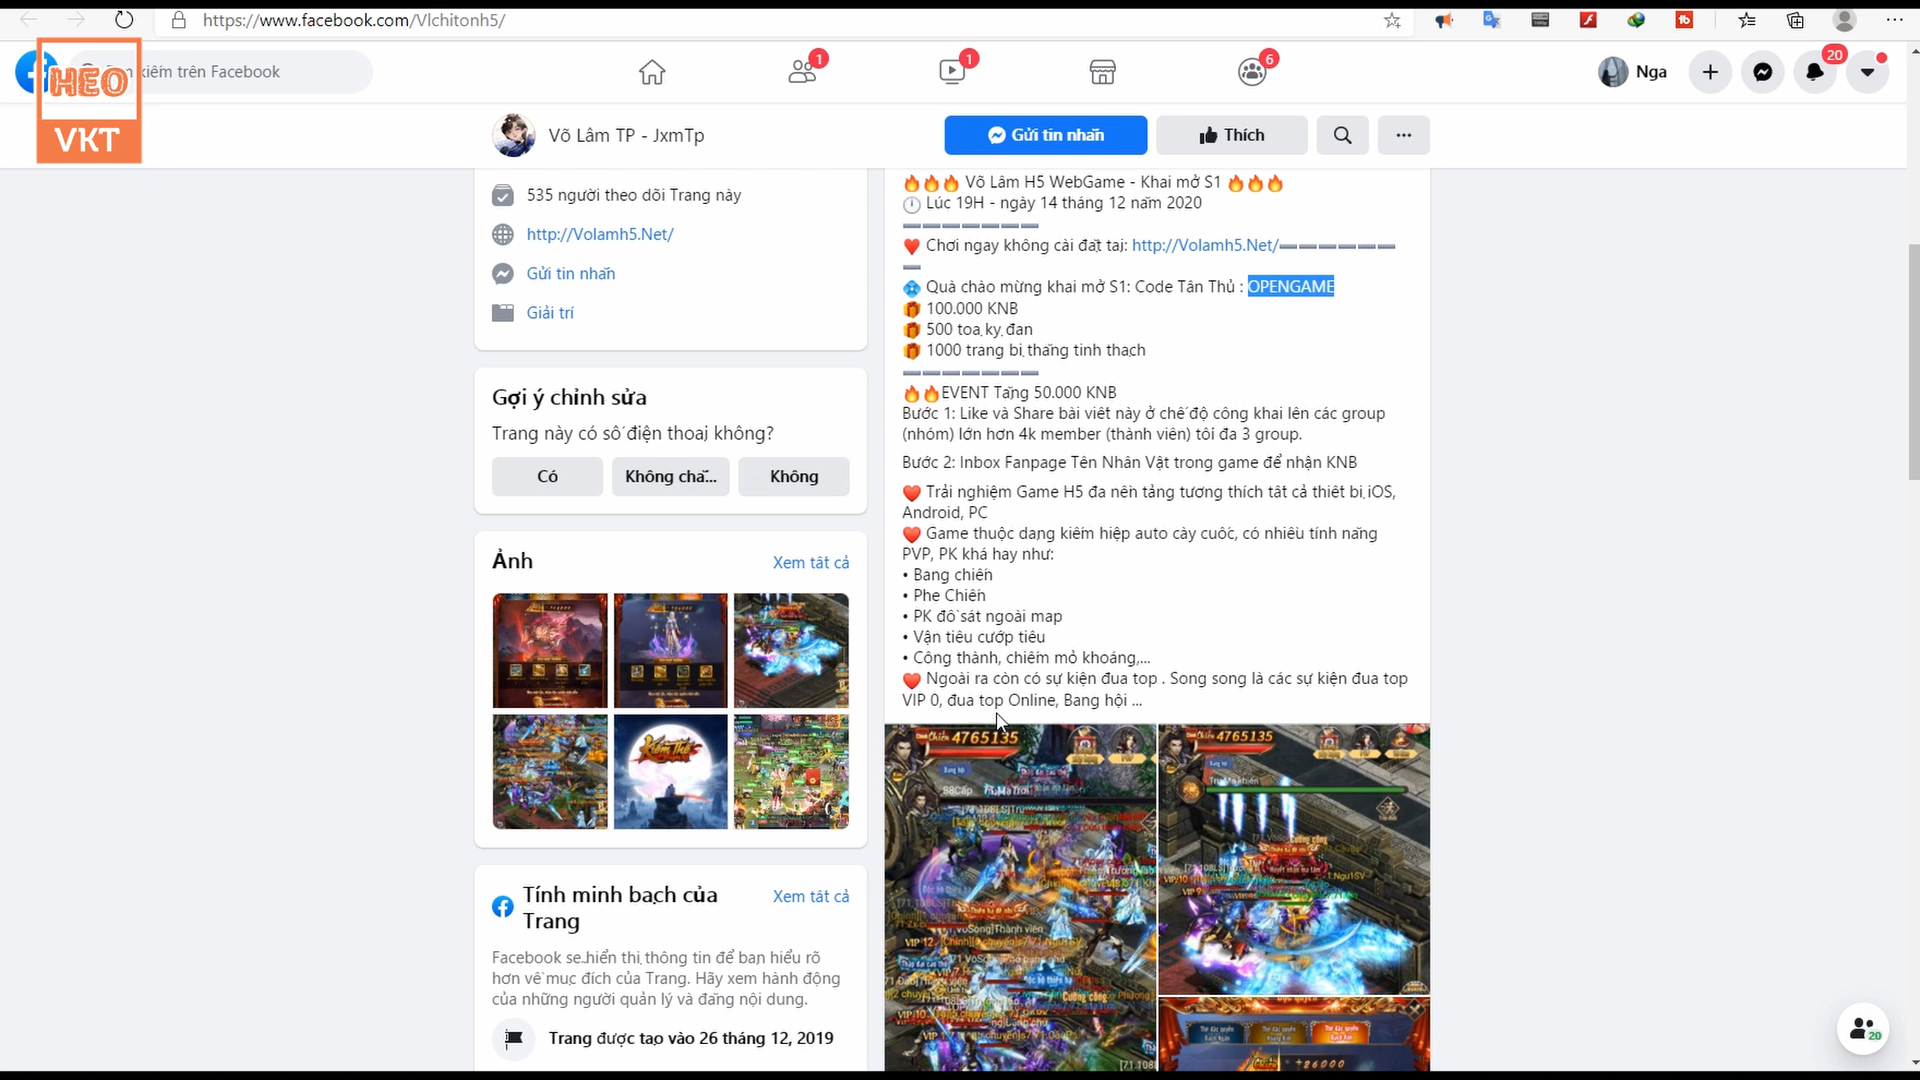 https://www.facebook.com/Vlchitonh5/
HEO
VKT
kiếm trên Facebook
1
1
6
Nga
20
Võ Lâm TP - JxmTp
Gửi tin nhắn
Thích
535 người theo dõi Trang này
http://Volamh5.Net/
Gửi tin nhắn
Giải trí
Gợi ý chỉnh sửa
Trang này có số điện thoại không?
Có
Không chắ...
Không
Ảnh
Xem tất cả
Kiếm Thế
Tính minh bạch của
Trang
Xem tất cả
Facebook sẽ hiển thị thông tin để bạn hiểu rõ
hơn về mục đích của Trang. Hãy xem hành động
của những người quản lý và đăng nội dung.
Trang được tạo vào 26 tháng 12, 2019
🔥🔥🔥 Võ Lâm H5 WebGame - Khai mở S1 🔥🔥🔥
Lúc 19H - ngày 14 tháng 12 năm 2020
Chơi ngay không cài đặt tại: http://Volamh5.Net/
Quà chào mừng khai mở S1: Code Tân Thủ : OPENGAME
100.000 KNB
500 toạ kỵ đan
1000 trang bị thăng tinh thạch
🔥🔥EVENT Tặng 50.000 KNB
Bước 1: Like và Share bài viết này ở chế độ công khai lên các group
(nhóm) lớn hơn 4k member (thành viên) tối đa 3 group.
Bước 2: Inbox Fanpage Tên Nhân Vật trong game để nhận KNB
Trải nghiệm Game H5 đa nền tảng tương thích tất cả thiết bị iOS,
Android, PC
Game thuộc dạng kiếm hiệp auto cày cuốc, có nhiều tính năng
PVP, PK khá hay như:
• Bang chiến
• Phe Chiến
• PK đồ sát ngoài map
• Vận tiêu cướp tiêu
• Công thành, chiếm mỏ khoáng,...
Ngoài ra còn có sự kiện đua top . Song song là các sự kiện đua top
VIP 0, đua top Online, Bang hội ...
4765135
4765135
20